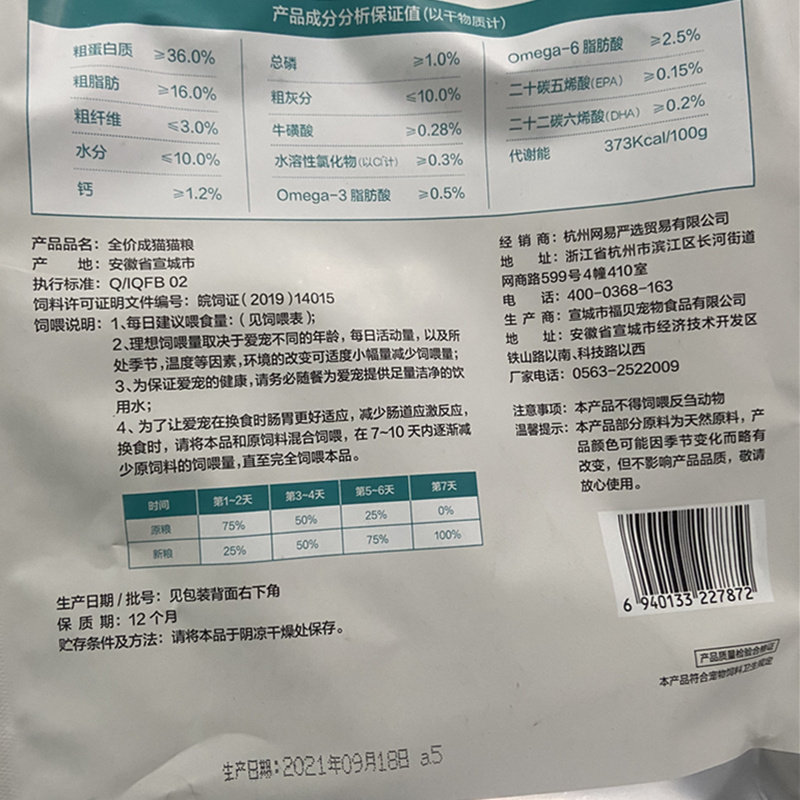 产品成分分析保证值(以干物质计)
粗蛋白质 ≥36.0%
粗脂肪 ≥16.0%
粗纤维 ≤3.0%
水分 ≤10.0%
钙 ≥1.2%
总磷 ≥1.0%
粗灰分 ≤10.0%
牛磺酸 ≥0.28%
水溶性氯化物(以Cl⁻计) ≥0.3%
Omega-3 脂肪酸 ≥0.5%
Omega-6 脂肪酸 ≥2.5%
二十碳五烯酸(EPA) ≥0.15%
二十二碳六烯酸(DHA) ≥0.2%
代谢能 373Kcal/100g
产品品名：全价成猫猫粮
产 地：安徽省宣城市
执行标准：Q/IQFB 02
饲料许可证明文件编号：皖饲证(2019)14015
饲喂说明：1、每日建议喂食量：(见饲喂表)；
2、理想饲喂量取决于爱宠不同的年龄，每日活动量，以及所
处季节，温度等因素，环境的改变可适度小幅量减少饲喂量；
3、为保证爱宠的健康，请务必随餐为爱宠提供足量洁净的饮
用水；
4、为了让爱宠在换食时肠胃更好适应，减少肠道应激反应，
换食时，请将本品和原饲料混合饲喂，在7~10天内逐渐减
少原饲料的饲喂量，直至完全饲喂本品。
时间 第1~2天 第3~4天 第5~6天 第7天
原粮 75% 50% 25% 0%
新粮 25% 50% 75% 100%
生产日期/批号：见包装背面右下角
保 质 期：12个月
贮存条件及方法：请将本品于阴凉干燥处保存。
经 销 商：杭州网易严选贸易有限公司
地 址：浙江省杭州市滨江区长河街道
网商路599号4幢410室
电 话：400-0368-163
生 产 商：宣城市福贝宠物食品有限公司
地 址：安徽省宣城市经济技术开发区
铁山路以南、科技路以西
厂家电话：0563-2522009
注意事项：本产品不得饲喂反刍动物
温馨提示：本产品部分原料为天然原料，产
品颜色可能因季节变化而略有
改变，但不影响产品品质，敬请
放心使用。
6 940133 227872
产品质量检验合格证
本产品符合宠物饲料卫生规定
生产日期:2021年09月18日 a5